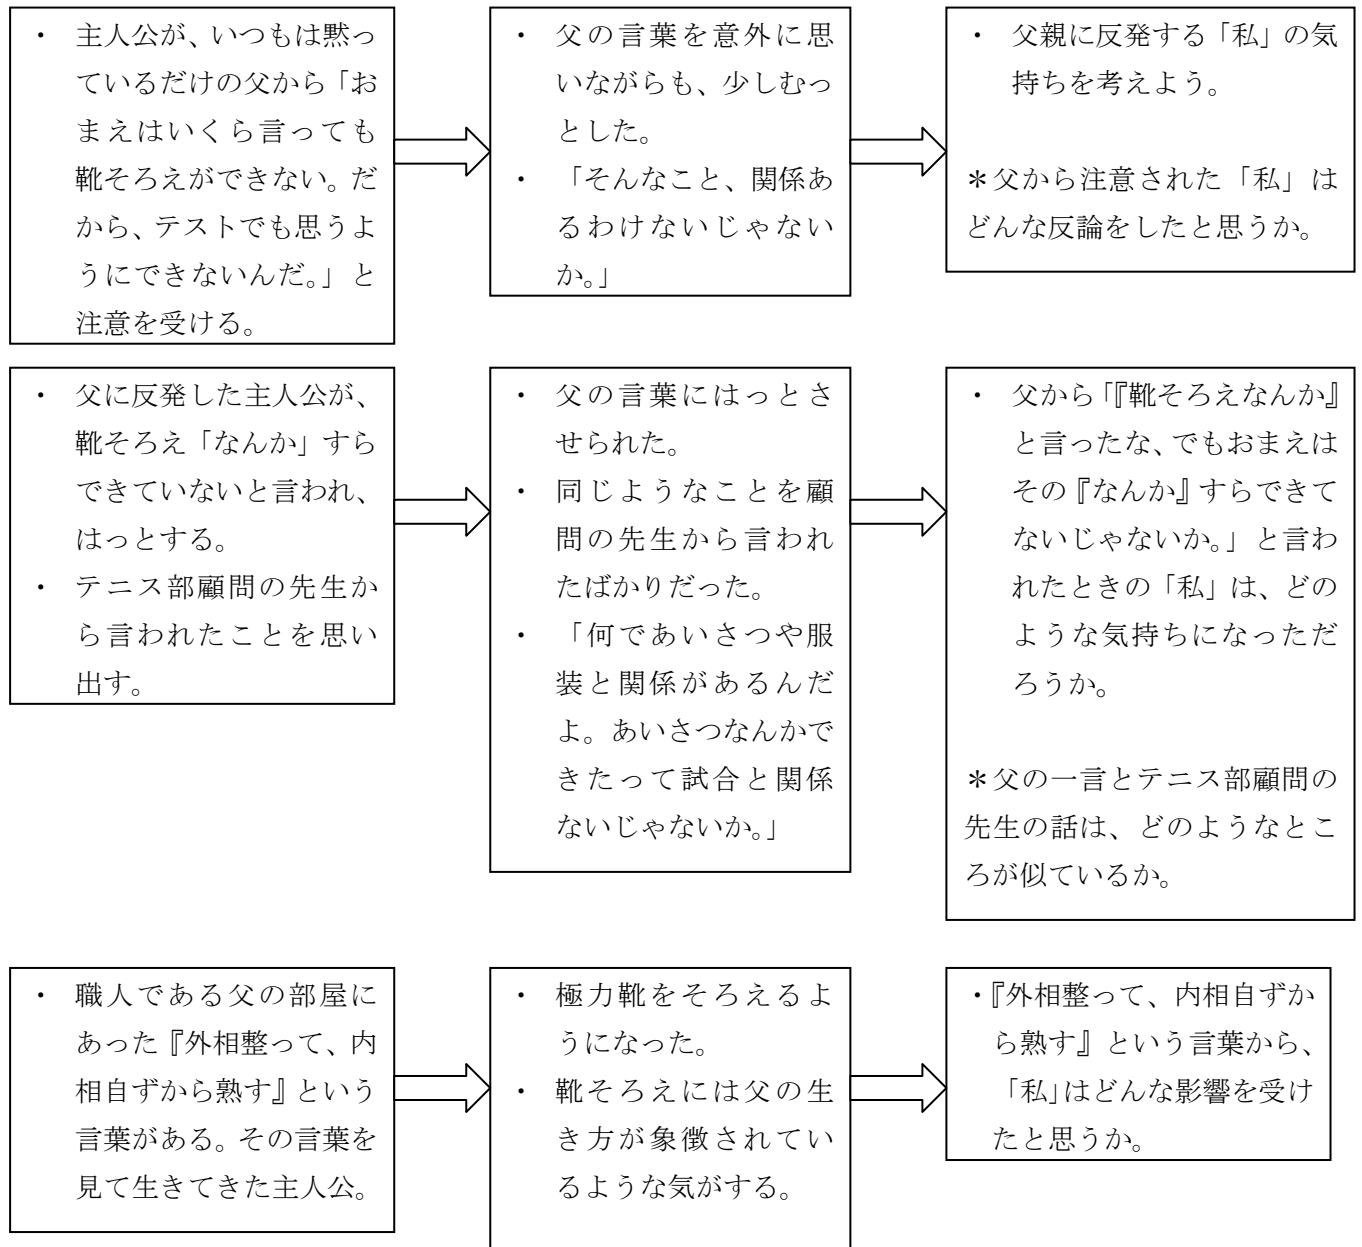 ・ 主人公が、いつもは黙っ
ているだけの父から「お
まえはいくら言っても
靴そろえができない。だ
から、テストでも思うよ
うにできないんだ。」と
注意を受ける。
・ 父の言葉を意外に思
いながらも、少しむっ
とした。
・ 「そんなこと、関係あ
るわけないじゃない
か。」
・ 父親に反発する「私」の気
持ちを考えよう。
＊父から注意された「私」は
どんな反論をしたと思うか。
・ 父に反発した主人公が、
靴そろえ「なんか」すら
できていないと言われ、
はっとする。
・ テニス部顧問の先生か
ら言われたことを思い
出す。
・ 父の言葉にはっとさ
せられた。
・ 同じようなことを顧
問の先生から言われ
たばかりだった。
・ 「何であいさつや服
装と関係があるんだ
よ。あいさつなんかで
きたって試合と関係
ないじゃないか。」
・ 父から「『靴そろえなんか』
と言ったな、でもおまえは
その『なんか』すらできて
ないじゃないか。」と言わ
れたときの「私」は、どの
ような気持ちになっただ
ろうか。
＊父の一言とテニス部顧問の
先生の話は、どのようなとこ
ろが似ているか。
・ 職人である父の部屋に
あった『外相整って、内
相自ずから熟す』という
言葉がある。その言葉を
見て生きてきた主人公。
・ 極力靴をそろえるよ
うになった。
・ 靴そろえには父の生
き方が象徴されてい
るような気がする。
・『外相整って、内相自ずか
ら熟す』という言葉から、
「私」はどんな影響を受け
たと思うか。